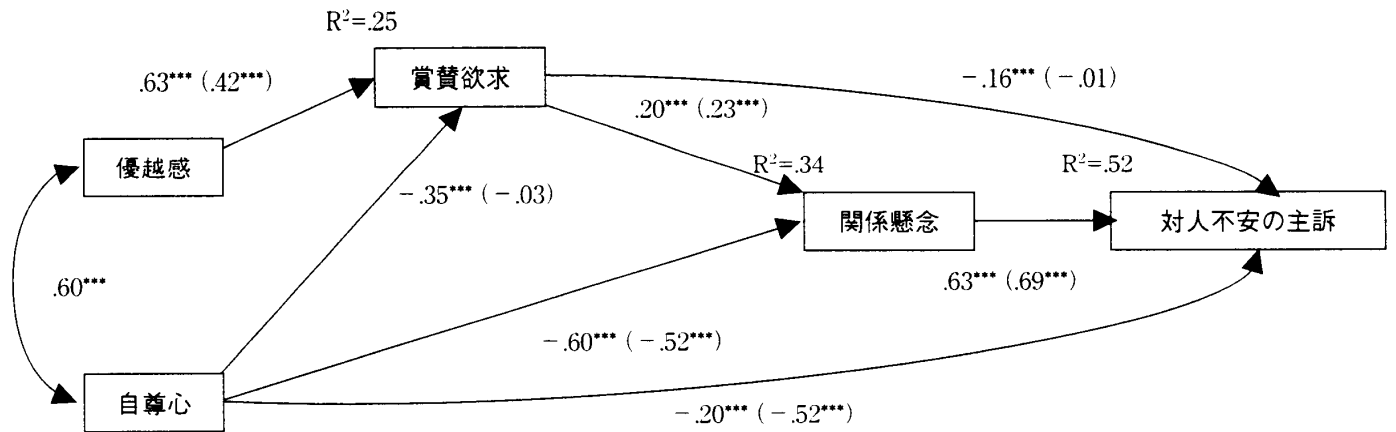 R²=.25
賞賛欲求
.63*** (.42***)
−.16*** (−.01)
.20*** (.23***)
優越感
−.35*** (−.03)
R²=.34
R²=.52
関係懸念
対人不安の主訴
.60***
.63*** (.69***)
−.60*** (−.52***)
自尊心
−.20*** (−.52***)